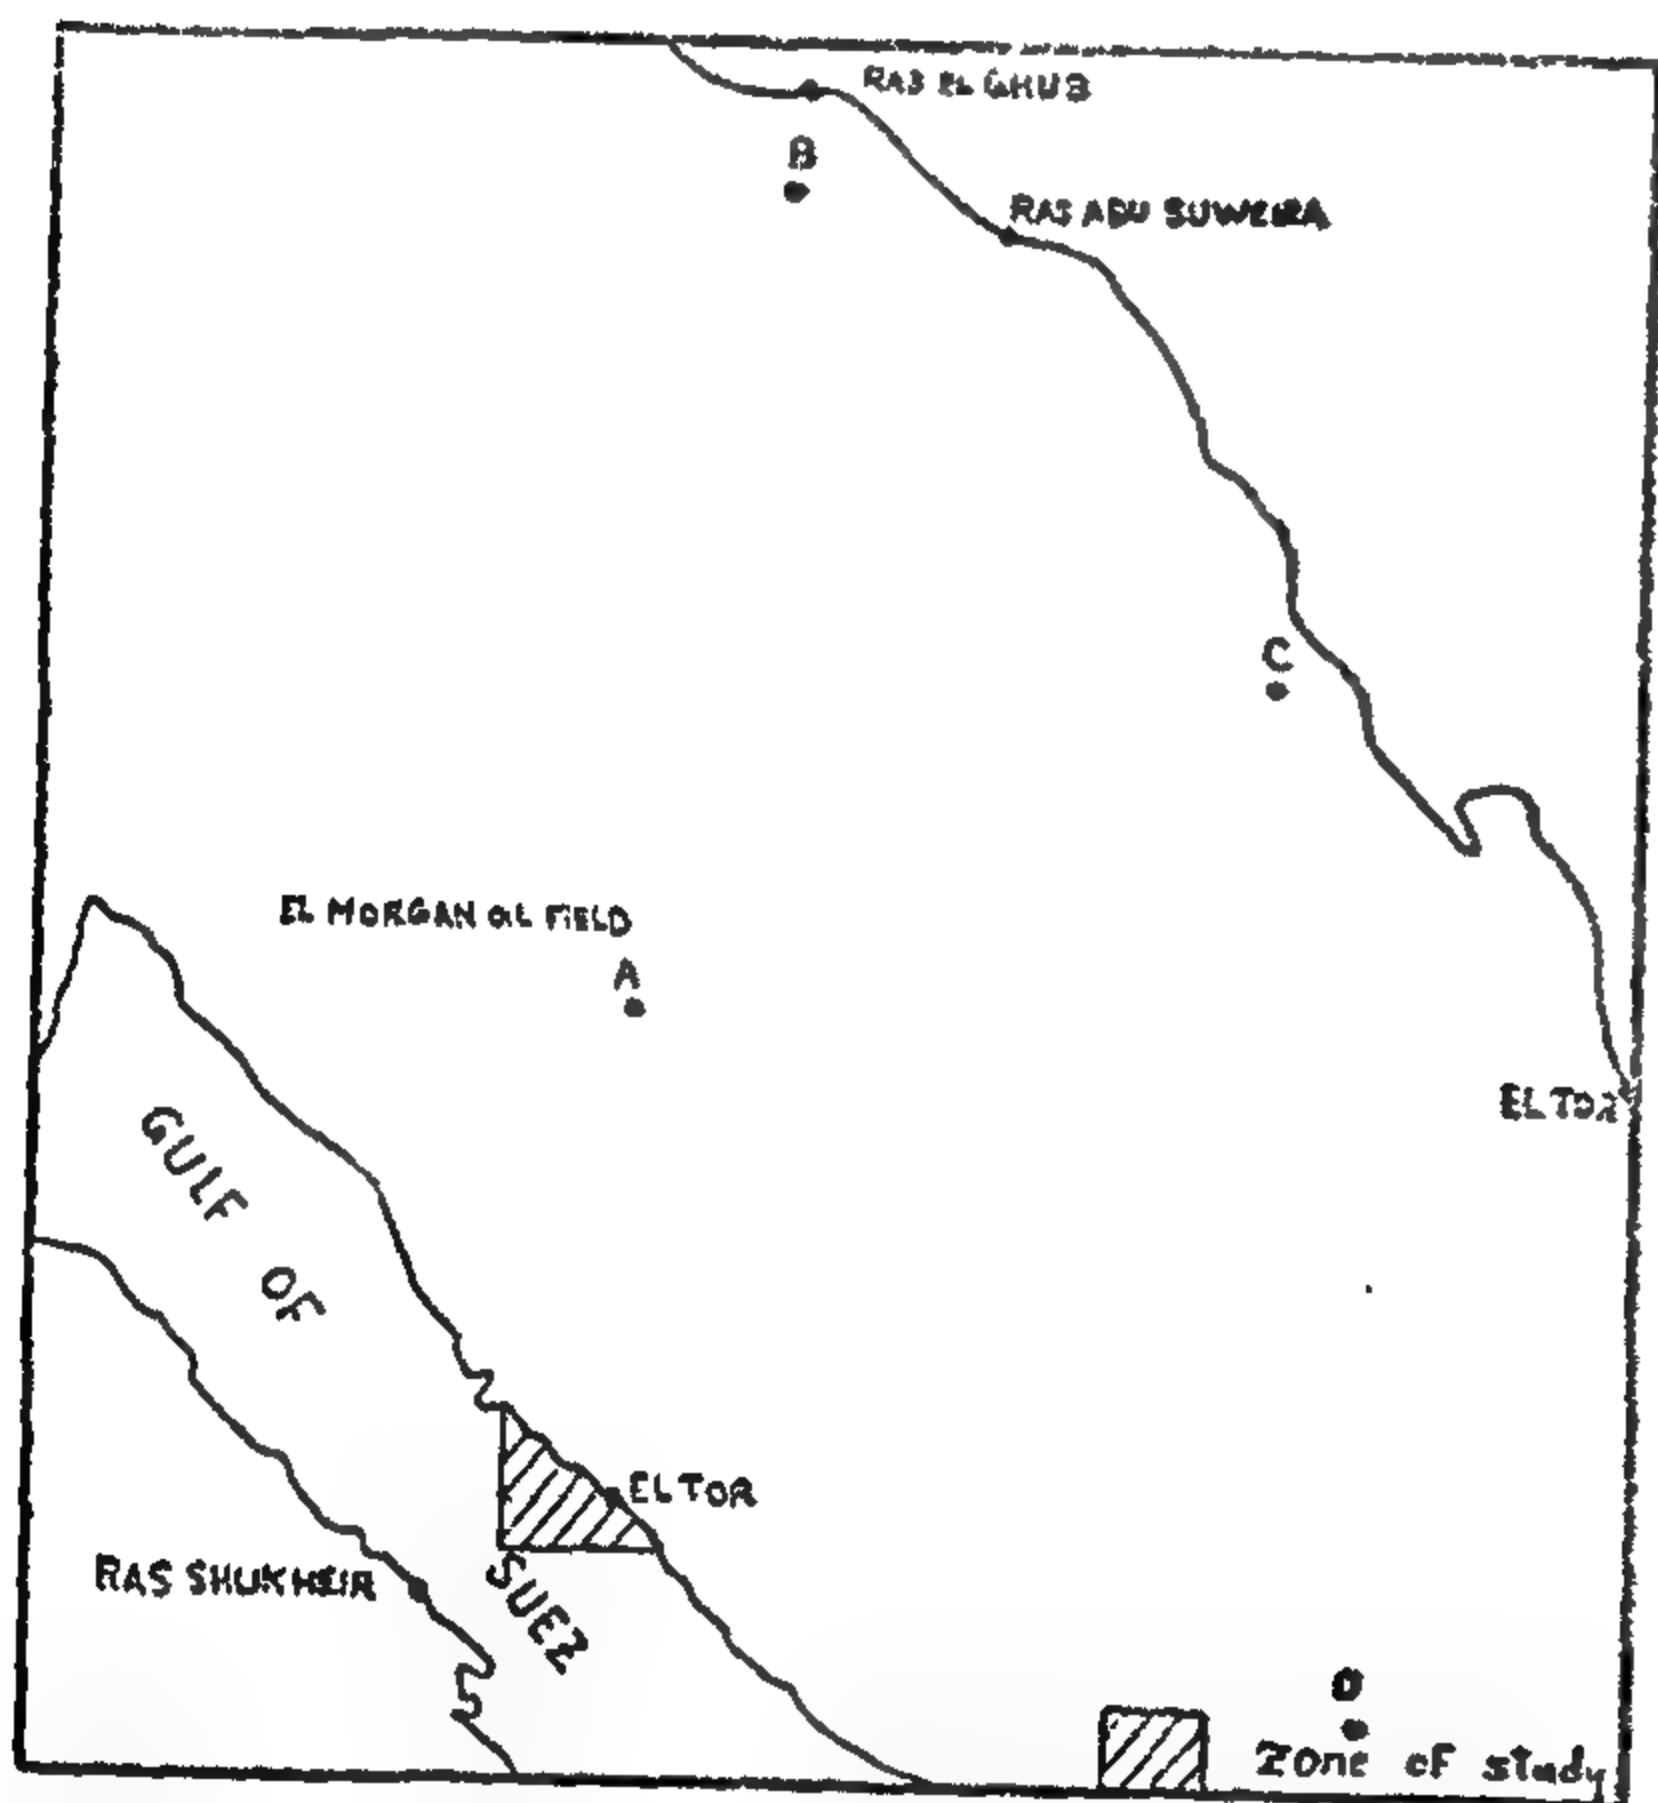 RAS EL GHUB
B
RAS ABU SUWEIRA
C
EL MORGAN OIL FIELD
A
EL TOR
GULF
OF
EL TOR
RAS SHUKHEIR
SUEZ
D
Zone of study